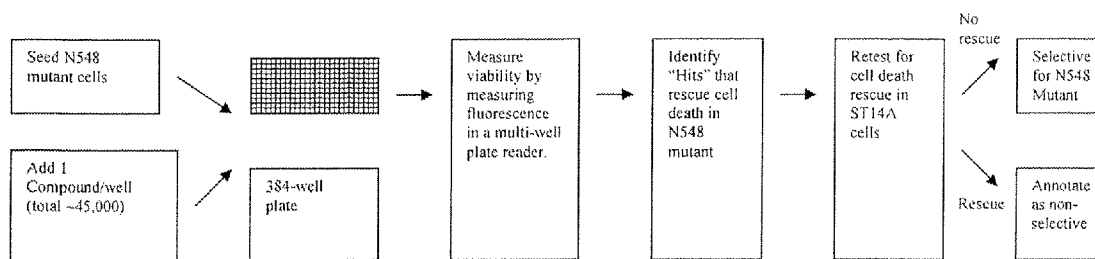 Seed N548
mutant cells
Add 1
Compound/well
(total ~45,000)
384-well
plate
Measure
viability by
measuring
fluorescence
in a multi-well
plate reader.
Identify
“Hits” that
rescue cell
death in
N548
mutant
Retest for
cell death
rescue in
ST14A
cells
No
rescue
Selective
for N548
Mutant
Rescue
Annotate
as non-
selective